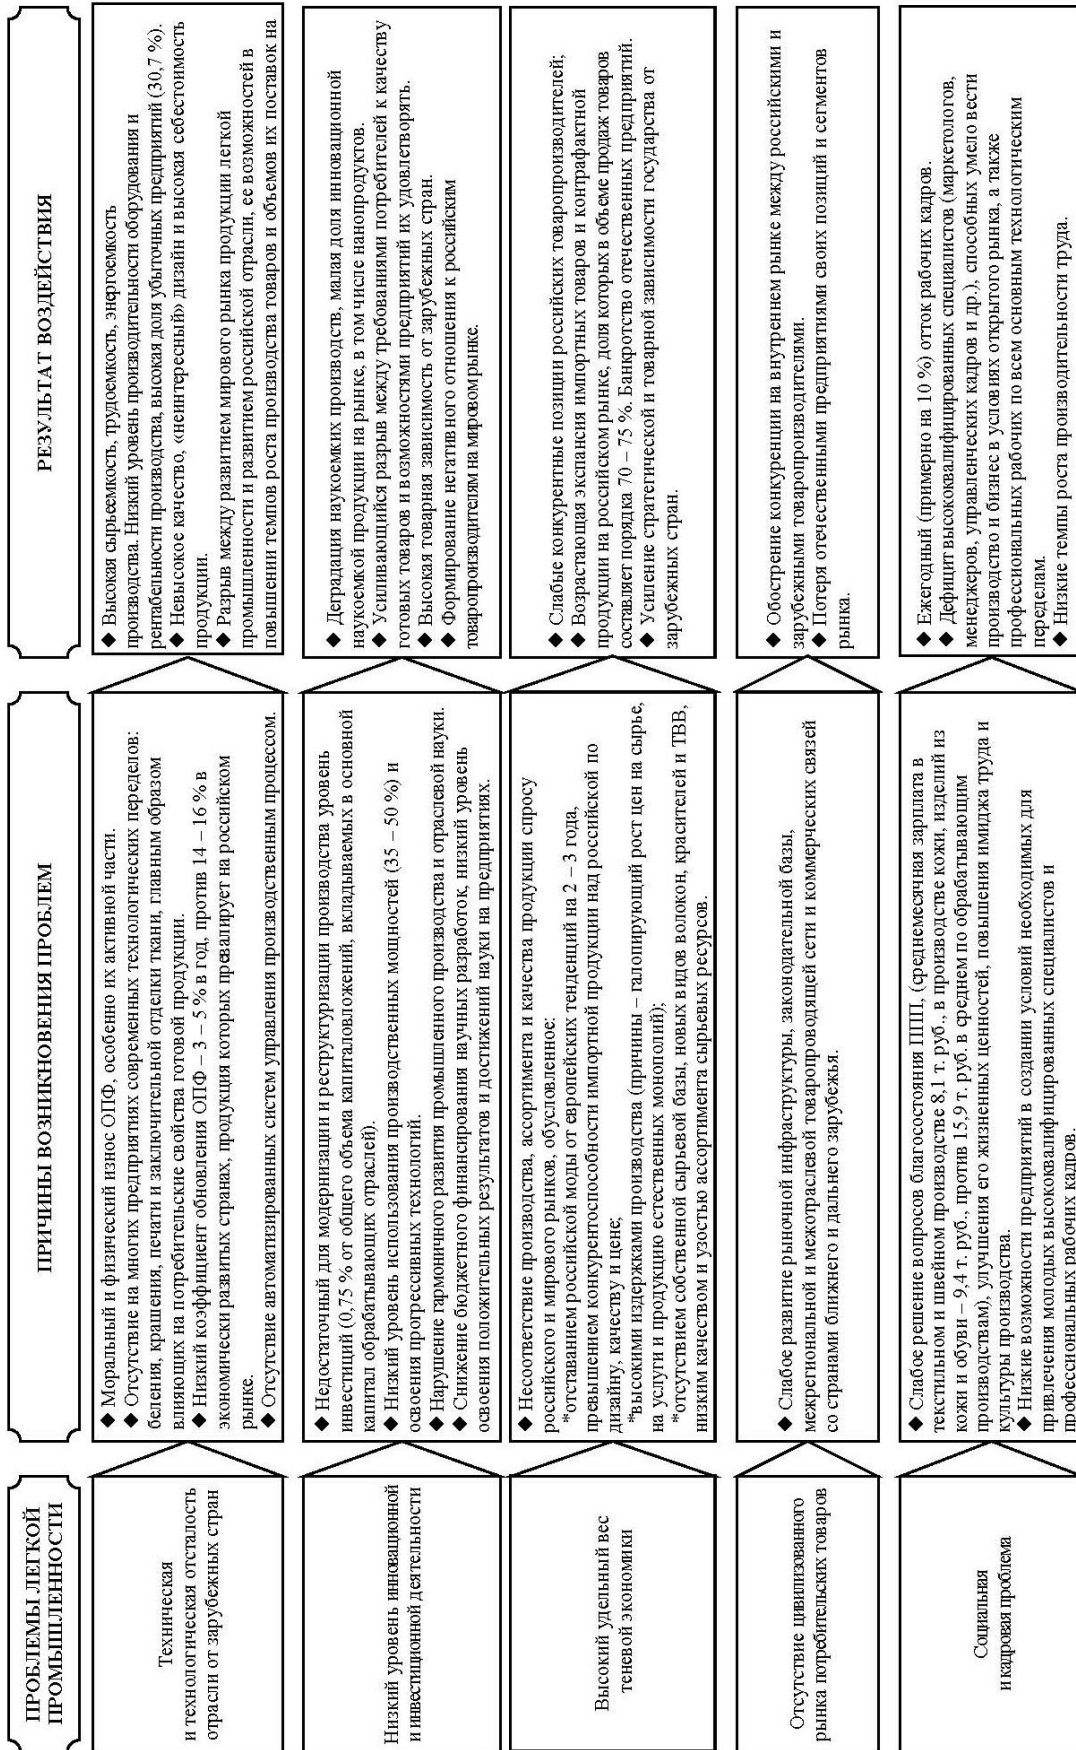 ПРОБЛЕМЫ ЛЕГКОЙ
ПРОМЫШЛЕННОСТИ
ПРИЧИНЫ ВОЗНИКНОВЕНИЯ ПРОБЛЕМ
РЕЗУЛЬТАТ ВОЗДЕЙСТВИЯ
Техническая
и технологическая отсталость
отрасли от зарубежных стран
◆ Моральный и физический износ ОПФ, особенно их активной части.
◆ Отсутствие на многих предприятиях современных технологических переделов:
беления, крашения, печати и заключительной отделки ткани, главным образом
влияющих на потребительские свойства готовой продукции.
◆ Низкий коэффициент обновления ОПФ – 3 – 5 % в год, против 14 – 16 % в
экономически развитых странах, продукция которых превалирует на российском
рынке.
◆ Отсутствие автоматизированных систем управления производственным процессом.
◆ Высокая сырьеемкость, трудоемкость, энергоемкость
производства. Низкий уровень производительности оборудования и
рентабельности производства, высокая доля убыточных предприятий (30,7 %).
◆ Невысокое качество, «неинтересный» дизайн и высокая себестоимость
продукции.
◆ Разрыв между развитием мирового рынка продукции легкой
промышленности и развитием российской отрасли, ее возможностей в
повышении темпов роста производства товаров и объемов их поставок на
Низкий уровень инновационной
и инвестиционной деятельности
◆ Недостаточный для модернизации и реструктуризации производства уровень
инвестиций (0,75 % от общего объема капиталовложений, вкладываемых в основной
капитал обрабатывающих отраслей).
◆ Низкий уровень использования производственных мощностей (35 – 50 %) и
освоения прогрессивных технологий.
◆ Нарушение гармоничного развития промышленного производства и отраслевой науки.
◆ Снижение бюджетного финансирования научных разработок, низкий уровень
освоения положительных результатов и достижений науки на предприятиях.
◆ Деградация наукоемких производств, малая доля инновационной
наукоемкой продукции на рынке, в том числе нанопродуктов.
◆ Усиливающийся разрыв между требованиями потребителей к качеству
готовых товаров и возможностями предприятий их удовлетворять.
◆ Высокая товарная зависимость от зарубежных стран.
◆ Формирование негативного отношения к российским
товаропроизводителям на мировом рынке.
Высокий удельный вес
теневой экономики
◆ Несоответствие производства, ассортимента и качества продукции спросу
российского и мирового рынков, обусловленное:
*отставанием российской моды от европейских тенденций на 2 – 3 года,
превышением конкурентоспособности импортной продукции над российской по
дизайну, качеству и цене;
*высокими издержками производства (причины – галопирующий рост цен на сырье,
на услуги и продукцию естественных монополий);
*отсутствием собственной сырьевой базы, новых видов волокон, красителей и ТВВ,
низким качеством и узостью ассортимента сырьевых ресурсов.
◆ Слабые конкурентные позиции российских товаропроизводителей;
◆ Возрастающая экспансия импортных товаров и контрафактной
продукции на российском рынке, доля которых в объеме продаж товаров
составляет порядка 70 – 75 %. Банкротство отечественных предприятий.
◆ Усиление стратегической и товарной зависимости государства от
зарубежных стран.
Отсутствие цивилизованного
рынка потребительских товаров
◆ Слабое развитие рыночной инфраструктуры, законодательной базы,
межрегиональной и межотраслевой товаропроводящей сети и коммерческих связей
со странами ближнего и дальнего зарубежья.
◆ Обострение конкуренции на внутреннем рынке между российскими и
зарубежными товаропроизводителями.
◆ Потеря отечественными предприятиями своих позиций и сегментов
рынка.
Социальная
и кадровая проблема
◆ Слабое решение вопросов благосостояния ППП, (среднемесячная зарплата в
текстильном и швейном производстве 8,1 т. руб., в производстве кожи, изделий из
кожи и обуви – 9,4 т. руб., против 15,9 т. руб. в среднем по обрабатывающим
производствам), улучшения его жизненных ценностей, повышения имиджа труда и
культуры производства.
◆ Низкие возможности предприятий в создании условий необходимых для
привлечения молодых высококвалифицированных специалистов и
профессиональных рабочих кадров.
◆ Ежегодный (примерно на 10 %) отток рабочих кадров.
◆ Дефицит высококвалифицированных специалистов (маркетологов,
менеджеров, управленческих кадров и др.), способных умело вести
производство и бизнес в условиях открытого рынка, а также
профессиональных рабочих по всем основным технологическим
переделам.
◆ Низкие темпы роста производительности труда.